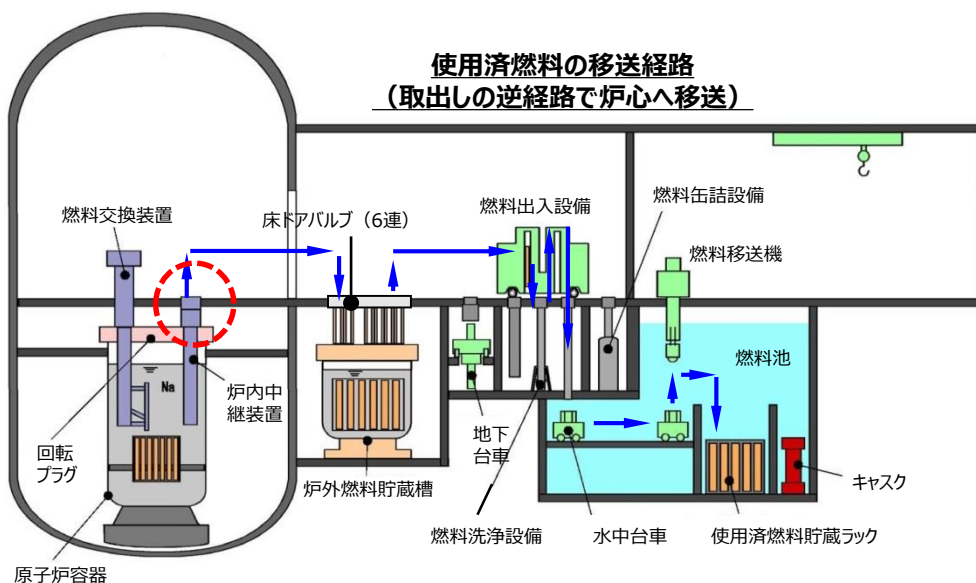 使用済燃料の移送経路
（取出しの逆経路で炉心へ移送）
燃料交換装置
床ドアバルブ（6連）
燃料出入設備
燃料缶詰設備
燃料移送機
燃料池
Na
炉内中
継装置
回転
プラグ
地下
台車
炉外燃料貯蔵槽
燃料洗浄設備
水中台車
使用済燃料貯蔵ラック
キャスク
原子炉容器